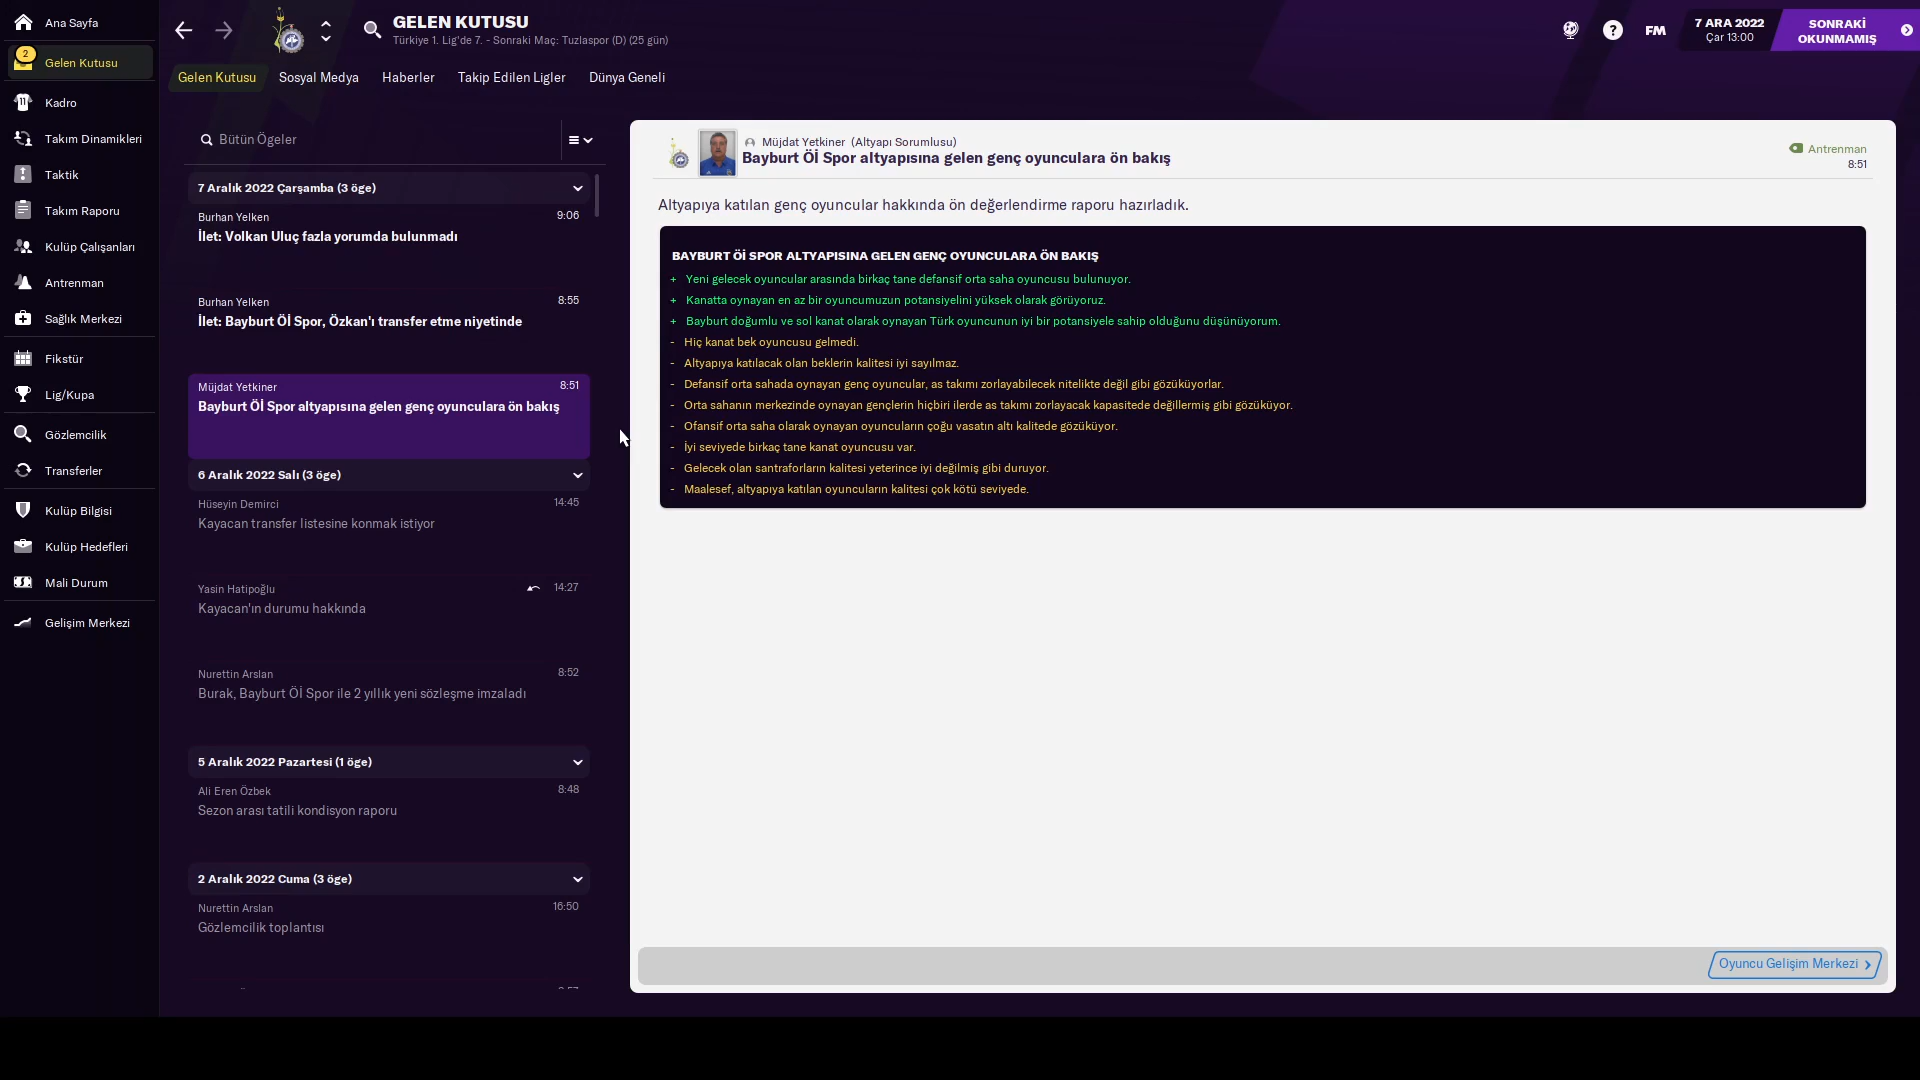 Ana Sayfa
2
Gelen Kutusu
Kadro
Takım Dinamikleri
Taktik
Takım Raporu
Kulüp Çalışanları
Antrenman
Sağlık Merkezi
Fikstür
Lig/Kupa
Gözlemcilik
Transferler
Kulüp Bilgisi
Kulüp Hedefleri
Mali Durum
Gelişim Merkezi
GELEN KUTUSU
Türkiye 1. Lig'de 7. - Sonraki Maç: Tuzlaspor (D) (25 gün)
FM
7 ARA 2022
Çar 13:00
SONRAKİ
OKUNMAMIŞ
Gelen Kutusu Sosyal Medya Haberler Takip Edilen Ligler Dünya Geneli
Bütün Ögeler
7 Aralık 2022 Çarşamba (3 öge)
Burhan Yelken 9:06
İlet: Volkan Uluç fazla yorumda bulunmadı
Burhan Yelken 8:55
İlet: Bayburt Öİ Spor, Özkan'ı transfer etme niyetinde
Müjdat Yetkiner 8:51
Bayburt Öİ Spor altyapısına gelen genç oyunculara ön bakış
6 Aralık 2022 Salı (3 öge)
Hüseyin Demirci 14:45
Kayacan transfer listesine konmak istiyor
Yasin Hatipoğlu 14:27
Kayacan'ın durumu hakkında
Nurettin Arslan 8:52
Burak, Bayburt Öİ Spor ile 2 yıllık yeni sözleşme imzaladı
5 Aralık 2022 Pazartesi (1 öge)
Ali Eren Özbek 8:48
Sezon arası tatili kondisyon raporu
2 Aralık 2022 Cuma (3 öge)
Nurettin Arslan 16:50
Gözlemcilik toplantısı
Müjdat Yetkiner (Altyapı Sorumlusu)
Bayburt Öİ Spor altyapısına gelen genç oyunculara ön bakış
Antrenman
8:51
Altyapıya katılan genç oyuncular hakkında ön değerlendirme raporu hazırladık.
BAYBURT Öİ SPOR ALTYAPISINA GELEN GENÇ OYUNCULARA ÖN BAKIŞ
+ Yeni gelecek oyuncular arasında birkaç tane defansif orta saha oyuncusu bulunuyor.
+ Kanatta oynayan en az bir oyuncumuzun potansiyelini yüksek olarak görüyoruz.
+ Bayburt doğumlu ve sol kanat olarak oynayan Türk oyuncunun iyi bir potansiyele sahip olduğunu düşünüyorum.
- Hiç kanat bek oyuncusu gelmedi.
- Altyapıya katılacak olan beklerin kalitesi iyi sayılmaz.
- Defansif orta sahada oynayan genç oyuncular, as takımı zorlayabilecek nitelikte değil gibi gözüküyorlar.
- Orta sahanın merkezinde oynayan gençlerin hiçbiri ilerde as takımı zorlayacak kapasitede değillermiş gibi gözüküyor.
- Ofansif orta saha olarak oynayan oyuncuların çoğu vasatın altı kalitede gözüküyor.
- İyi seviyede birkaç tane kanat oyuncusu var.
- Gelecek olan santraforların kalitesi yeterince iyi değilmiş gibi duruyor.
- Maalesef, altyapıya katılan oyuncuların kalitesi çok kötü seviyede.
Oyuncu Gelişim Merkezi